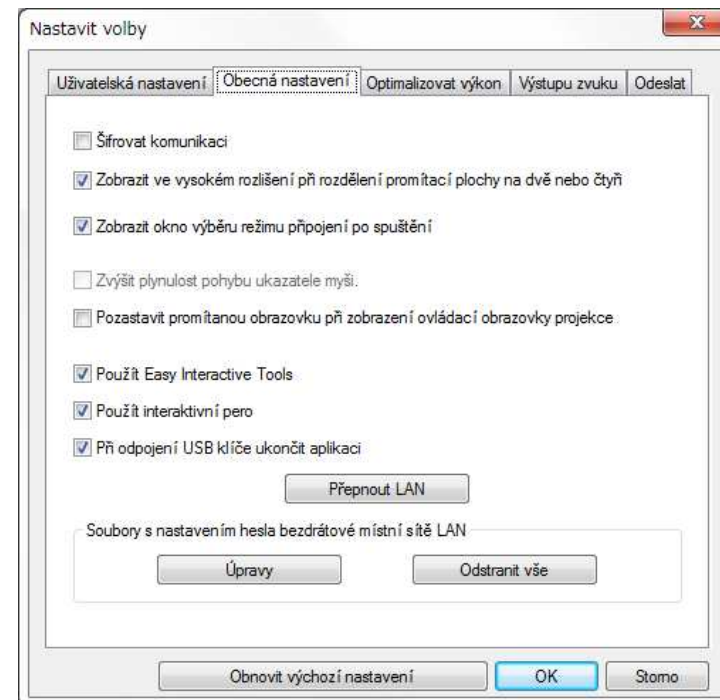 Nastavit volby
Uživatelská nastavení Obecná nastavení Optimalizovat výkon Výstupu zvuku Odeslat
Šifrovat komunikaci
Zobrazit ve vysokém rozlišení při rozdělení promítací plochy na dvě nebo čtyři
Zobrazit okno výběru režimu připojení po spuštění
Zvýšit plynulost pohybu ukazatele myši.
Pozastavit promítanou obrazovku při zobrazení ovládací obrazovky projekce
Použít Easy Interactive Tools
Použít interaktivní pero
Při odpojení USB klíče ukončit aplikaci
Přepnout LAN
Soubory s nastavením hesla bezdrátové místní sítě LAN
Úpravy Odstranit vše
Obnovit výchozí nastavení OK Storno